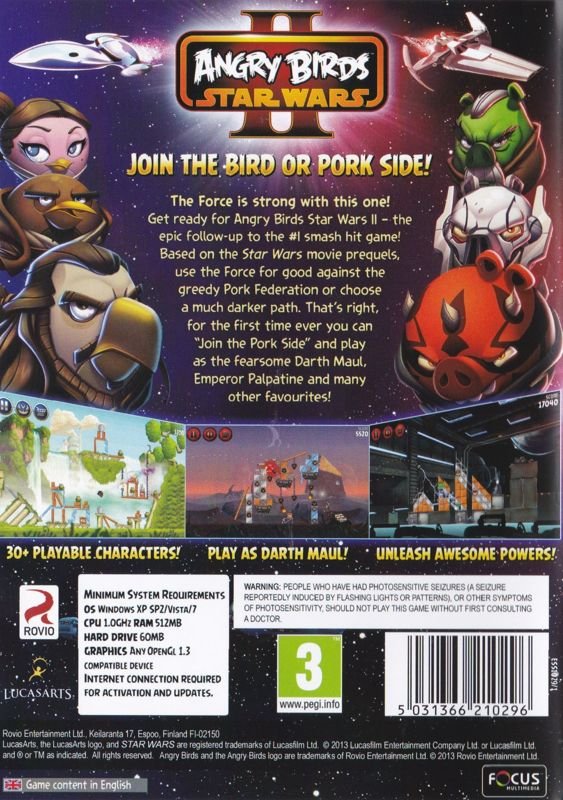 II
ANGRY BIRDS
STAR WARS
JOIN THE BIRD OR PORK SIDE!
The Force is strong with this one!
Get ready for Angry Birds Star Wars II – the
epic follow-up to the #1 smash hit game!
Based on the Star Wars movie prequels,
use the Force for good against the
greedy Pork Federation or choose
a much darker path. That's right,
for the first time ever you can
"Join the Pork Side" and play
as the fearsome Darth Maul,
Emperor Palpatine and many
other favourites!
SCORE
17040
5520
30+ PLAYABLE CHARACTERS!
PLAY AS DARTH MAUL!
UNLEASH AWESOME POWERS!
ROVIO
LUCASARTS.
MINIMUM SYSTEM REQUIREMENTS
OS WINDOWS XP SP2/VISTA/7
CPU 1.0GHZ RAM 512MB
HARD DRIVE 60MB
GRAPHICS ANY OPENGL 1.3
COMPATIBLE DEVICE
INTERNET CONNECTION REQUIRED
FOR ACTIVATION AND UPDATES.
WARNING: PEOPLE WHO HAVE HAD PHOTOSENSITIVE SEIZURES (A SEIZURE
REPORTEDLY INDUCED BY FLASHING LIGHTS OR PATTERNS), OR OTHER SYMPTOMS
OF PHOTOSENSITIVITY, SHOULD NOT PLAY THIS GAME WITHOUT FIRST CONSULTING
A DOCTOR.
3
www.pegi.info
5 031366 210296
Rovio Entertainment Ltd., Keilaranta 17, Espoo, Finland FI-02150
LucasArts, the LucasArts logo, and STAR WARS are registered trademarks of Lucasfilm Ltd. © 2013 Lucasfilm Entertainment Company Ltd. or Lucasfilm Ltd.
and ® or TM as indicated. All rights reserved. Angry Birds and the Angry Birds logo are trademarks of Rovio Entertainment Ltd. © 2013 Rovio Entertainment Ltd.
Game content in English
FOCUS
MULTIMEDIA